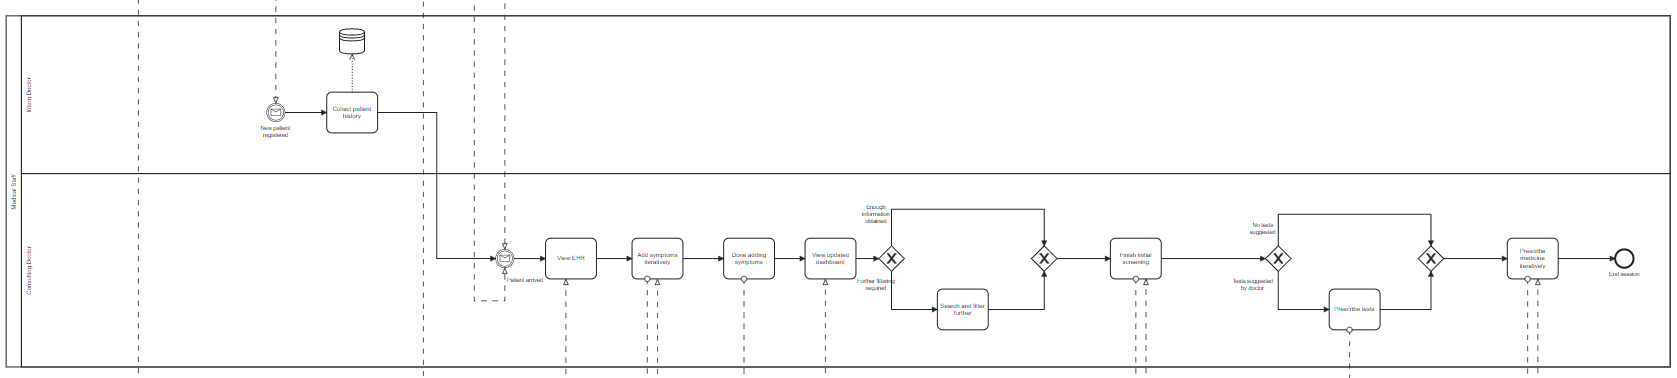 Medical Staff
Intern Doctor
New patient
registered
Collect patient
history
Consulting Doctor
Patient arrived
View EHR
Add symptoms
iteratively
Done adding
symptoms
View updated
dashboard
Enough
information
obtained
Further filtering
required
Search and filter
further
Finish initial
screening
No tests
suggested
Tests suggested
by doctor
Prescribe tests
Prescribe
medicine
iteratively
End session